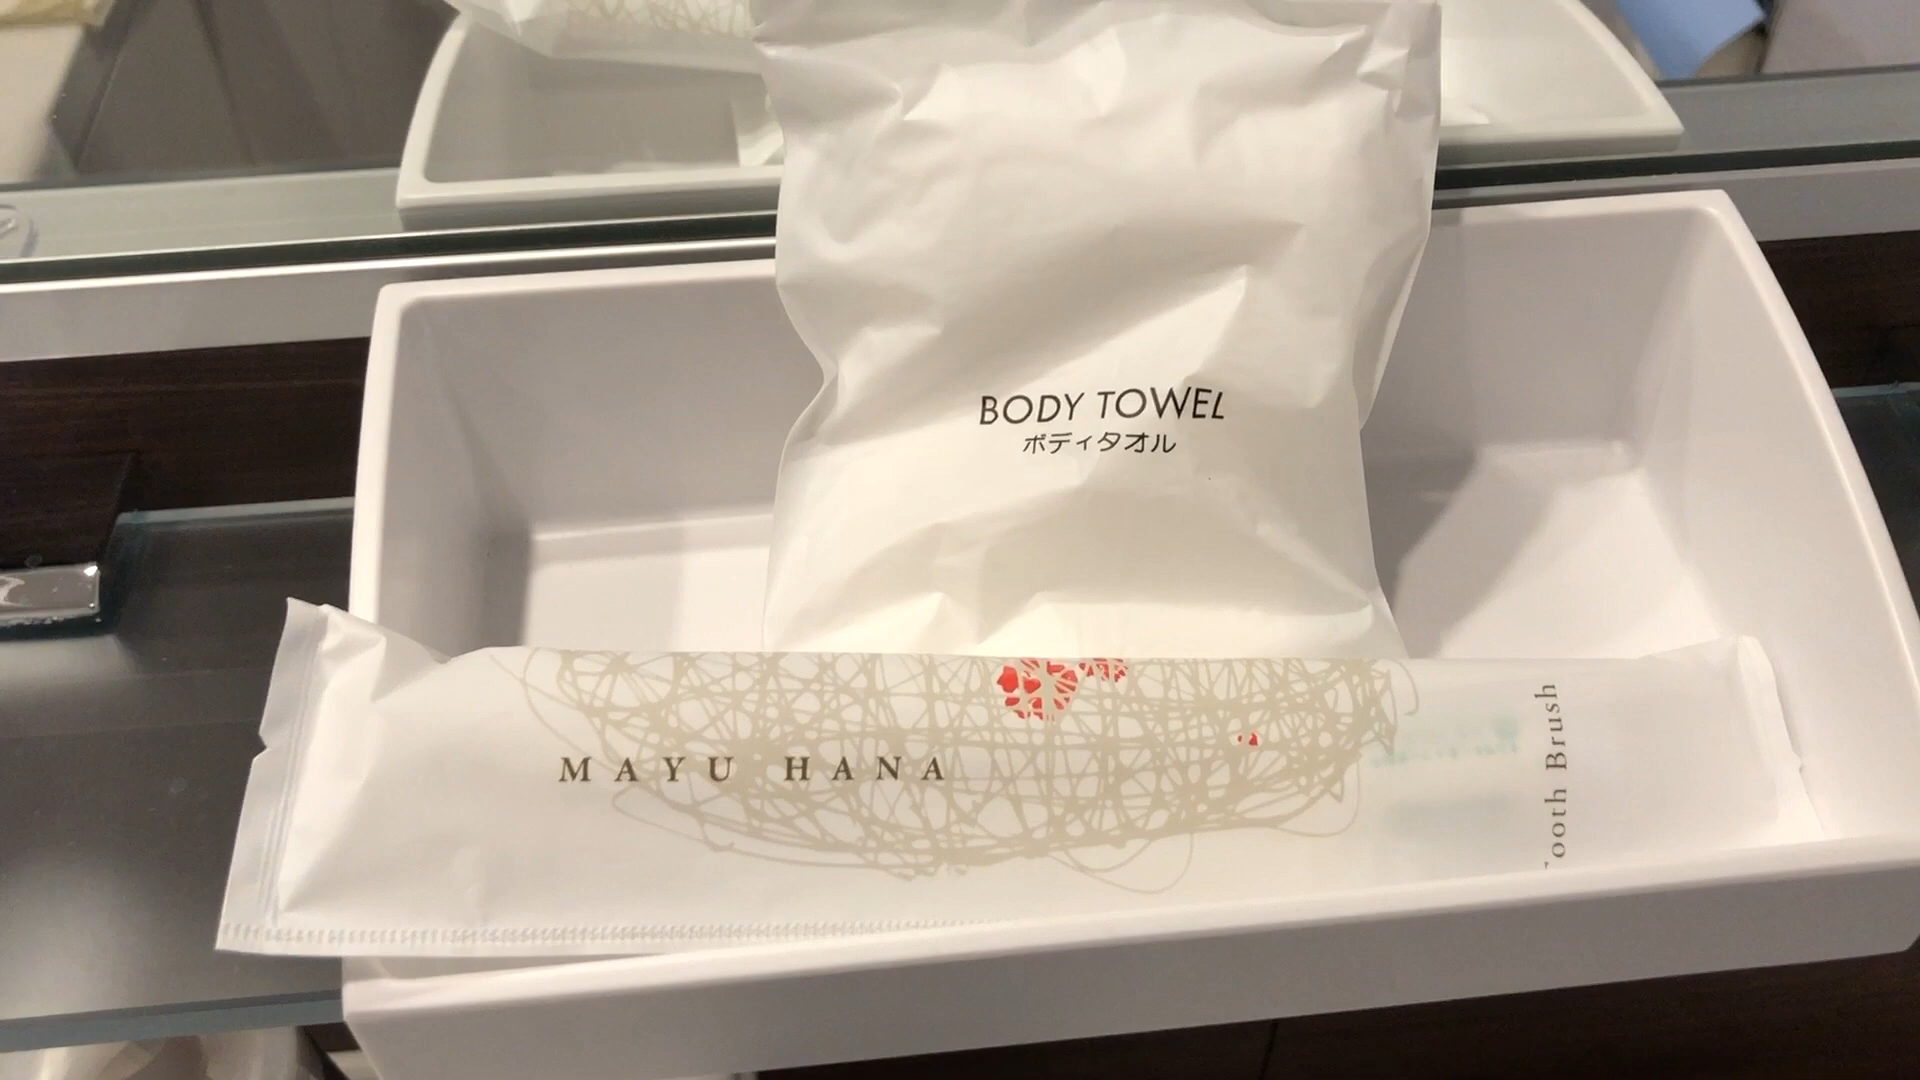 BODY TOWEL
ボディタオル
MAYU HANA
Tooth Brush